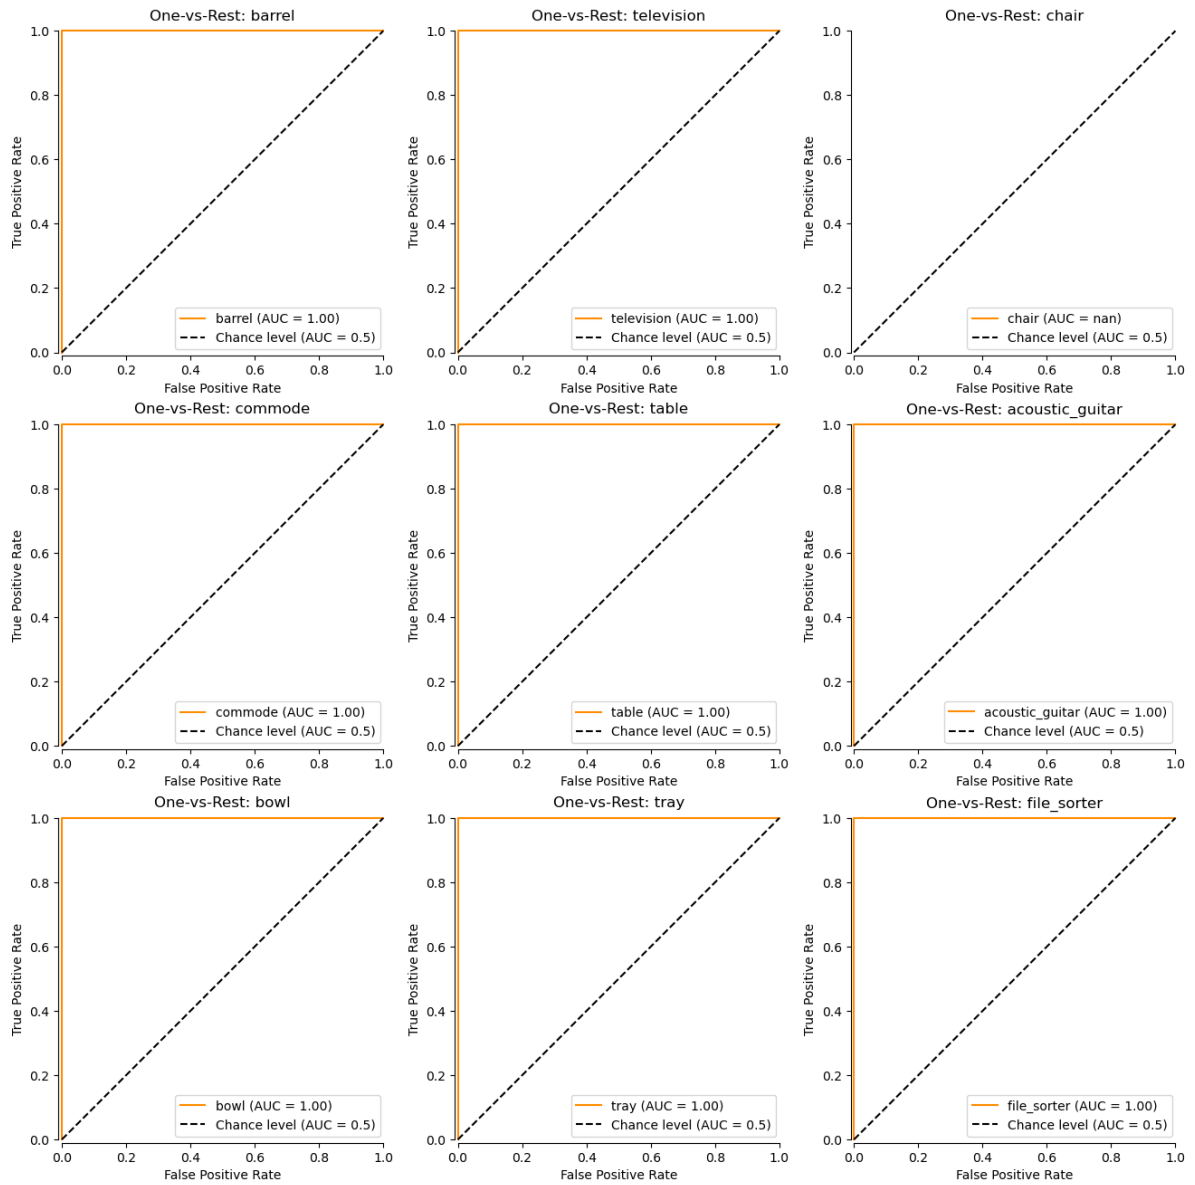 One-vs-Rest: barrel
1.0
0.8
0.6
0.4
0.2
0.0
True Positive Rate
barrel (AUC = 1.00)
Chance level (AUC = 0.5)
0.0 0.2 0.4 0.6 0.8 1.0
False Positive Rate
One-vs-Rest: television
1.0
0.8
0.6
0.4
0.2
0.0
True Positive Rate
television (AUC = 1.00)
Chance level (AUC = 0.5)
0.0 0.2 0.4 0.6 0.8 1.0
False Positive Rate
One-vs-Rest: chair
1.0
0.8
0.6
0.4
0.2
0.0
True Positive Rate
chair (AUC = nan)
Chance level (AUC = 0.5)
0.0 0.2 0.4 0.6 0.8 1.0
False Positive Rate
One-vs-Rest: commode
1.0
0.8
0.6
0.4
0.2
0.0
True Positive Rate
commode (AUC = 1.00)
Chance level (AUC = 0.5)
0.0 0.2 0.4 0.6 0.8 1.0
False Positive Rate
One-vs-Rest: table
1.0
0.8
0.6
0.4
0.2
0.0
True Positive Rate
table (AUC = 1.00)
Chance level (AUC = 0.5)
0.0 0.2 0.4 0.6 0.8 1.0
False Positive Rate
One-vs-Rest: acoustic_guitar
1.0
0.8
0.6
0.4
0.2
0.0
True Positive Rate
acoustic_guitar (AUC = 1.00)
Chance level (AUC = 0.5)
0.0 0.2 0.4 0.6 0.8 1.0
False Positive Rate
One-vs-Rest: bowl
1.0
0.8
0.6
0.4
0.2
0.0
True Positive Rate
bowl (AUC = 1.00)
Chance level (AUC = 0.5)
0.0 0.2 0.4 0.6 0.8 1.0
False Positive Rate
One-vs-Rest: tray
1.0
0.8
0.6
0.4
0.2
0.0
True Positive Rate
tray (AUC = 1.00)
Chance level (AUC = 0.5)
0.0 0.2 0.4 0.6 0.8 1.0
False Positive Rate
One-vs-Rest: file_sorter
1.0
0.8
0.6
0.4
0.2
0.0
True Positive Rate
file_sorter (AUC = 1.00)
Chance level (AUC = 0.5)
0.0 0.2 0.4 0.6 0.8 1.0
False Positive Rate